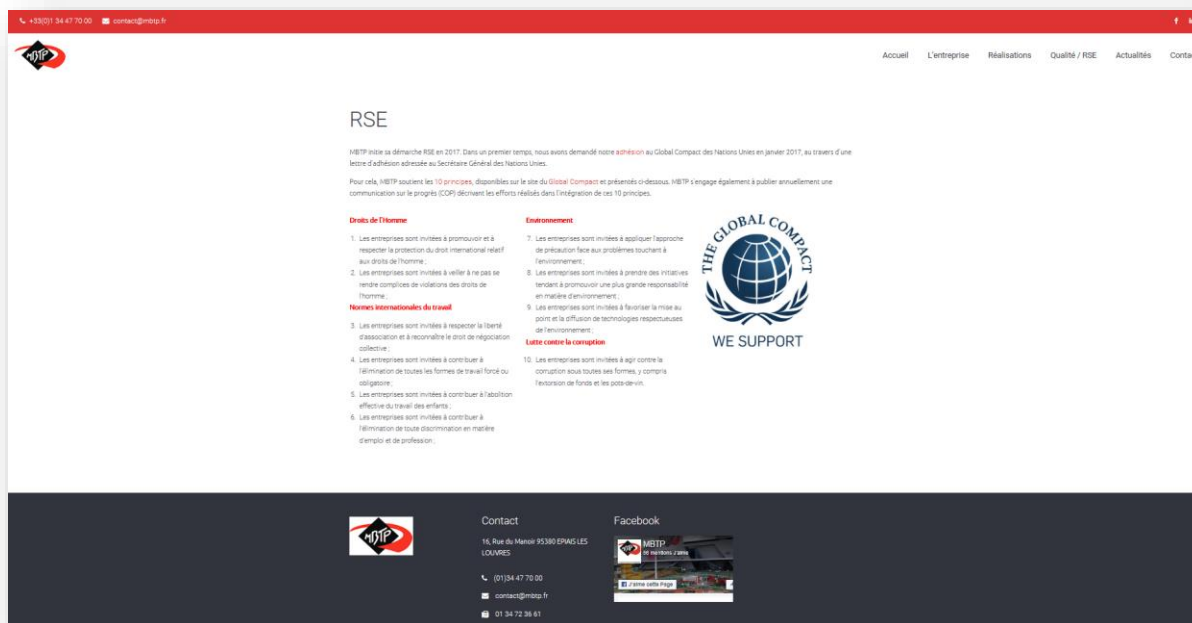 +33(0)1 34 47 70 00 contact@mbtp.fr
MBTP
Accueil L'entreprise Réalisations Qualité / RSE Actualités
RSE
MBTP initie sa démarche RSE en 2017. Dans un premier temps, nous avons demandé notre adhésion au Global Compact des Nations Unies en janvier 2017, au travers d'une
lettre d'adhésion adressée au Secrétaire Général des Nations Unies.
Pour cela, MBTP soutient les 10 principes, disponibles sur le site du Global Compact et présentés ci-dessous. MBTP s'engage également à publier annuellement une
communication sur le progrès (COP) décrivant les efforts réalisés dans l'intégration de ces 10 principes.
Droits de l'Homme
1. Les entreprises sont invitées à promouvoir et à
respecter la protection du droit international relatif
aux droits de l'homme ;
2. Les entreprises sont invitées à veiller à ne pas se
rendre complices de violations des droits de
l'homme ;
Normes internationales du travail
3. Les entreprises sont invitées à respecter la liberté
d'association et à reconnaître le droit de négociation
collective ;
4. Les entreprises sont invitées à contribuer à
l'élimination de toutes les formes de travail forcé ou
obligatoire ;
5. Les entreprises sont invitées à contribuer à l'abolition
effective du travail des enfants ;
6. Les entreprises sont invitées à contribuer à
l'élimination de toute discrimination en matière
d'emploi et de profession ;
Environnement
7. Les entreprises sont invitées à appliquer l'approche
de précaution face aux problèmes touchant à
l'environnement ;
8. Les entreprises sont invitées à prendre des initiatives
tendant à promouvoir une plus grande responsabilité
en matière d'environnement ;
9. Les entreprises sont invitées à favoriser la mise au
point et la diffusion de technologies respectueuses
de l'environnement ;
Lutte contre la corruption
10. Les entreprises sont invitées à agir contre la
corruption sous toutes ses formes, y compris
l'extorsion de fonds et les pots-de-vin.
THE GLOBAL COMPACT
WE SUPPORT
MBTP
Contact
16, Rue du Manoir 95380 EPIAIS LES
LOUVRES
(01)34 47 70 00
contact@mbtp.fr
01 34 72 36 61
Facebook
MBTP
MBTP
mentions J'aime
J'aime cette Page